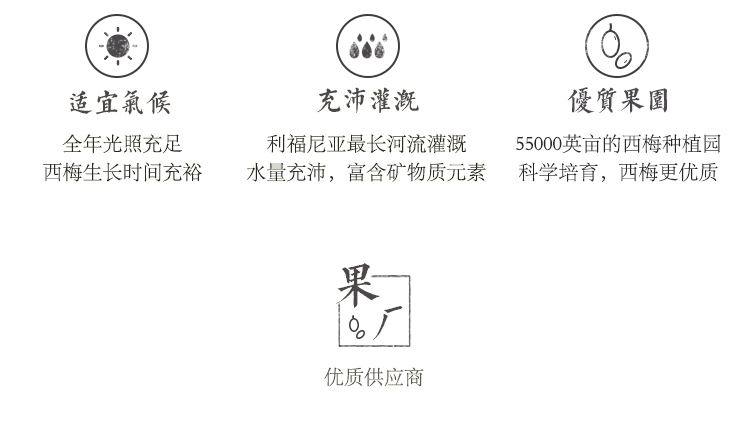 适宜氣候
全年光照充足
西梅生长时间充裕
充沛灌溉
利福尼亚最长河流灌溉
水量充沛，富含矿物质元素
優質果園
55000英亩的西梅种植园
科学培育，西梅更优质
果厂
优质供应商